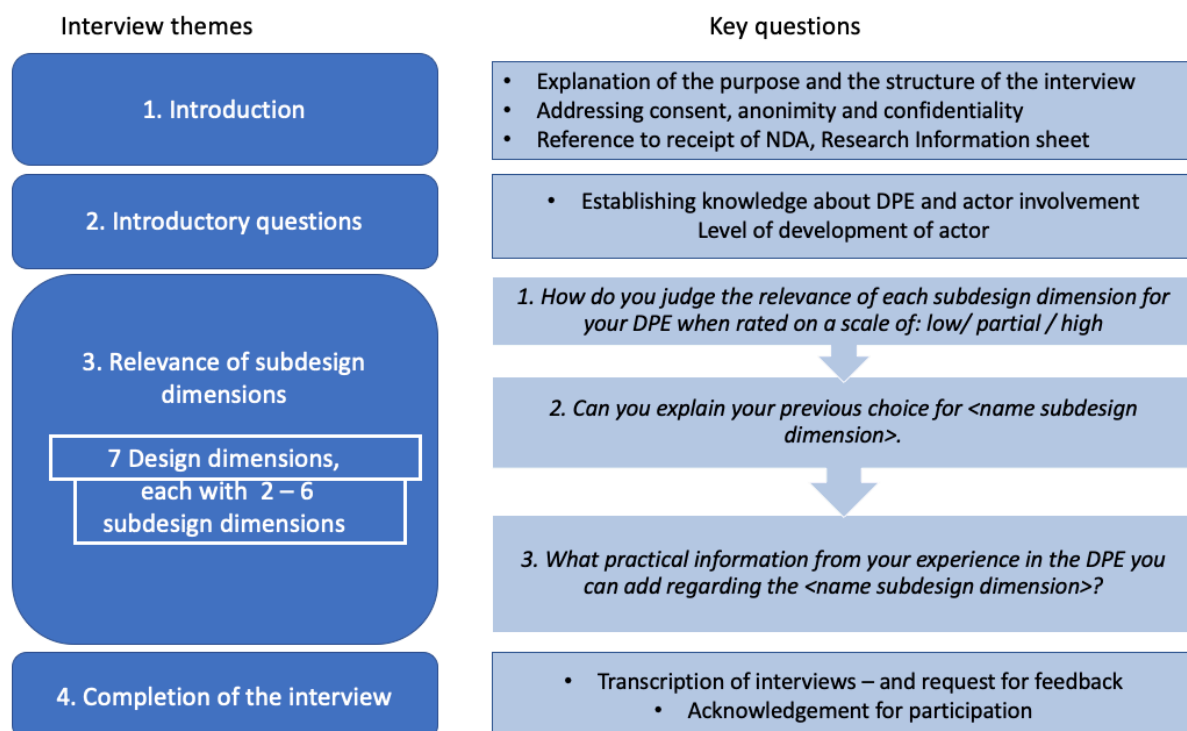 Interview themes
Key questions
1. Introduction
• Explanation of the purpose and the structure of the interview
• Addressing consent, anonimity and confidentiality
• Reference to receipt of NDA, Research Information sheet
2. Introductory questions
• Establishing knowledge about DPE and actor involvement
Level of development of actor
3. Relevance of subdesign
dimensions
7 Design dimensions,
each with 2 – 6
subdesign dimensions
1. How do you judge the relevance of each subdesign dimension for
your DPE when rated on a scale of: low/ partial / high
2. Can you explain your previous choice for <name subdesign
dimension>.
3. What practical information from your experience in the DPE you
can add regarding the <name subdesign dimension>?
4. Completion of the interview
• Transcription of interviews – and request for feedback
• Acknowledgement for participation